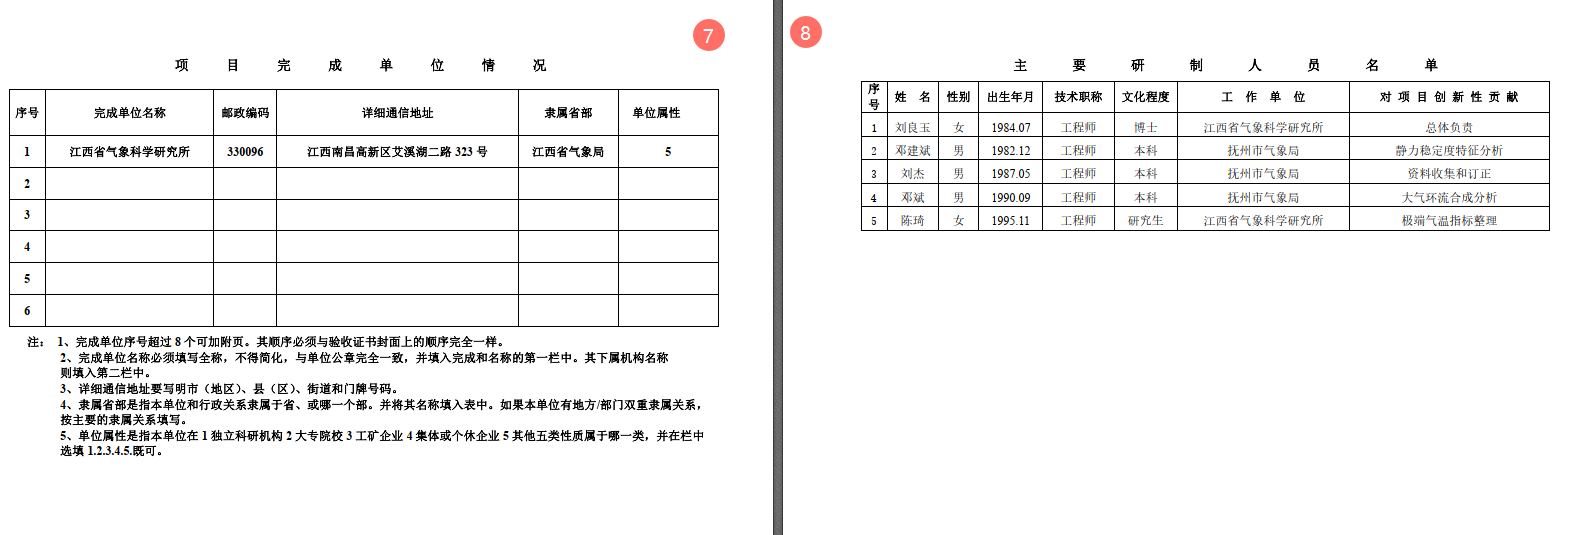 7
项 目 完 成 单 位 情 况
序号 完成单位名称 邮政编码 详细通信地址 隶属省部 单位属性
1 江西省气象科学研究所 330096 江西南昌高新区艾溪湖二路 323 号 江西省气象局 5
2
3
4
5
6
注： 1、完成单位序号超过 8 个可加附页。其顺序必须与验收证书封面上的顺序完全一样。
2、完成单位名称必须填写全称，不得简化，与单位公章完全一致，并填入完成和名称的第一栏中。其下属机构名称
则填入第二栏中。
3、详细通信地址要写明市（地区）、县（区）、街道和门牌号码。
4、隶属省部是指本单位和行政关系隶属于省、或哪一个部。并将其名称填入表中。如果本单位有地方/部门双重隶属关系，
按主要的隶属关系填写。
5、单位属性是指本单位在 1 独立科研机构 2 大专院校 3 工矿企业 4 集体或个休企业 5 其他五类性质属于哪一类，并在栏中
选填 1.2.3.4.5.既可。
8
主 要 研 制 人 员 名 单
序号 姓 名 性别 出生年月 技术职称 文化程度 工 作 单 位 对 项 目 创 新 性 贡 献
1 刘良玉 女 1984.07 工程师 博士 江西省气象科学研究所 总体负责
2 邓建斌 男 1982.12 工程师 本科 抚州市气象局 静力稳定度特征分析
3 刘杰 男 1987.05 工程师 本科 抚州市气象局 资料收集和订正
4 邓斌 男 1990.09 工程师 本科 抚州市气象局 大气环流合成分析
5 陈琦 女 1995.11 工程师 研究生 江西省气象科学研究所 极端气温指标整理